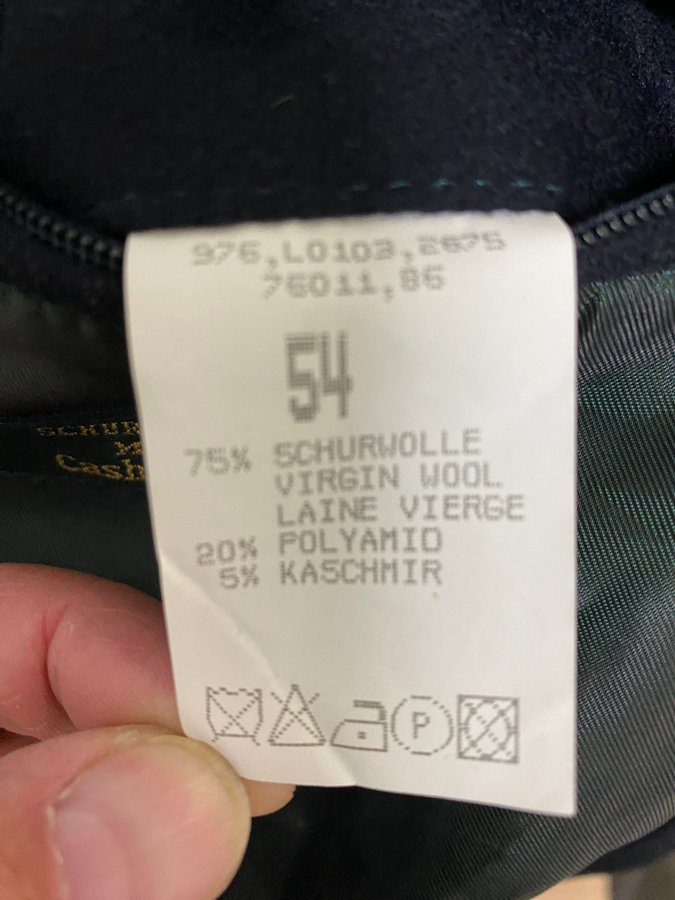 976,L0103,2675
76011,86
54
75% SCHURWOLLE
VIRGIN WOOL
LAINE VIERGE
20% POLYAMID
5% KASCHMIR
P